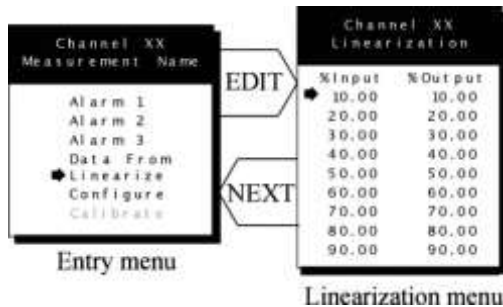 Channel XX
Measurement Name
Alarm 1
Alarm 2
Alarm 3
Data From
Linearize
Configure
Calibrate
Entry menu
EDIT
NEXT
Channel XX
Linearization
%Input %Output
10.00 10.00
20.00 20.00
30.00 30.00
40.00 40.00
50.00 50.00
60.00 60.00
70.00 70.00
80.00 80.00
90.00 90.00
Linearization menu